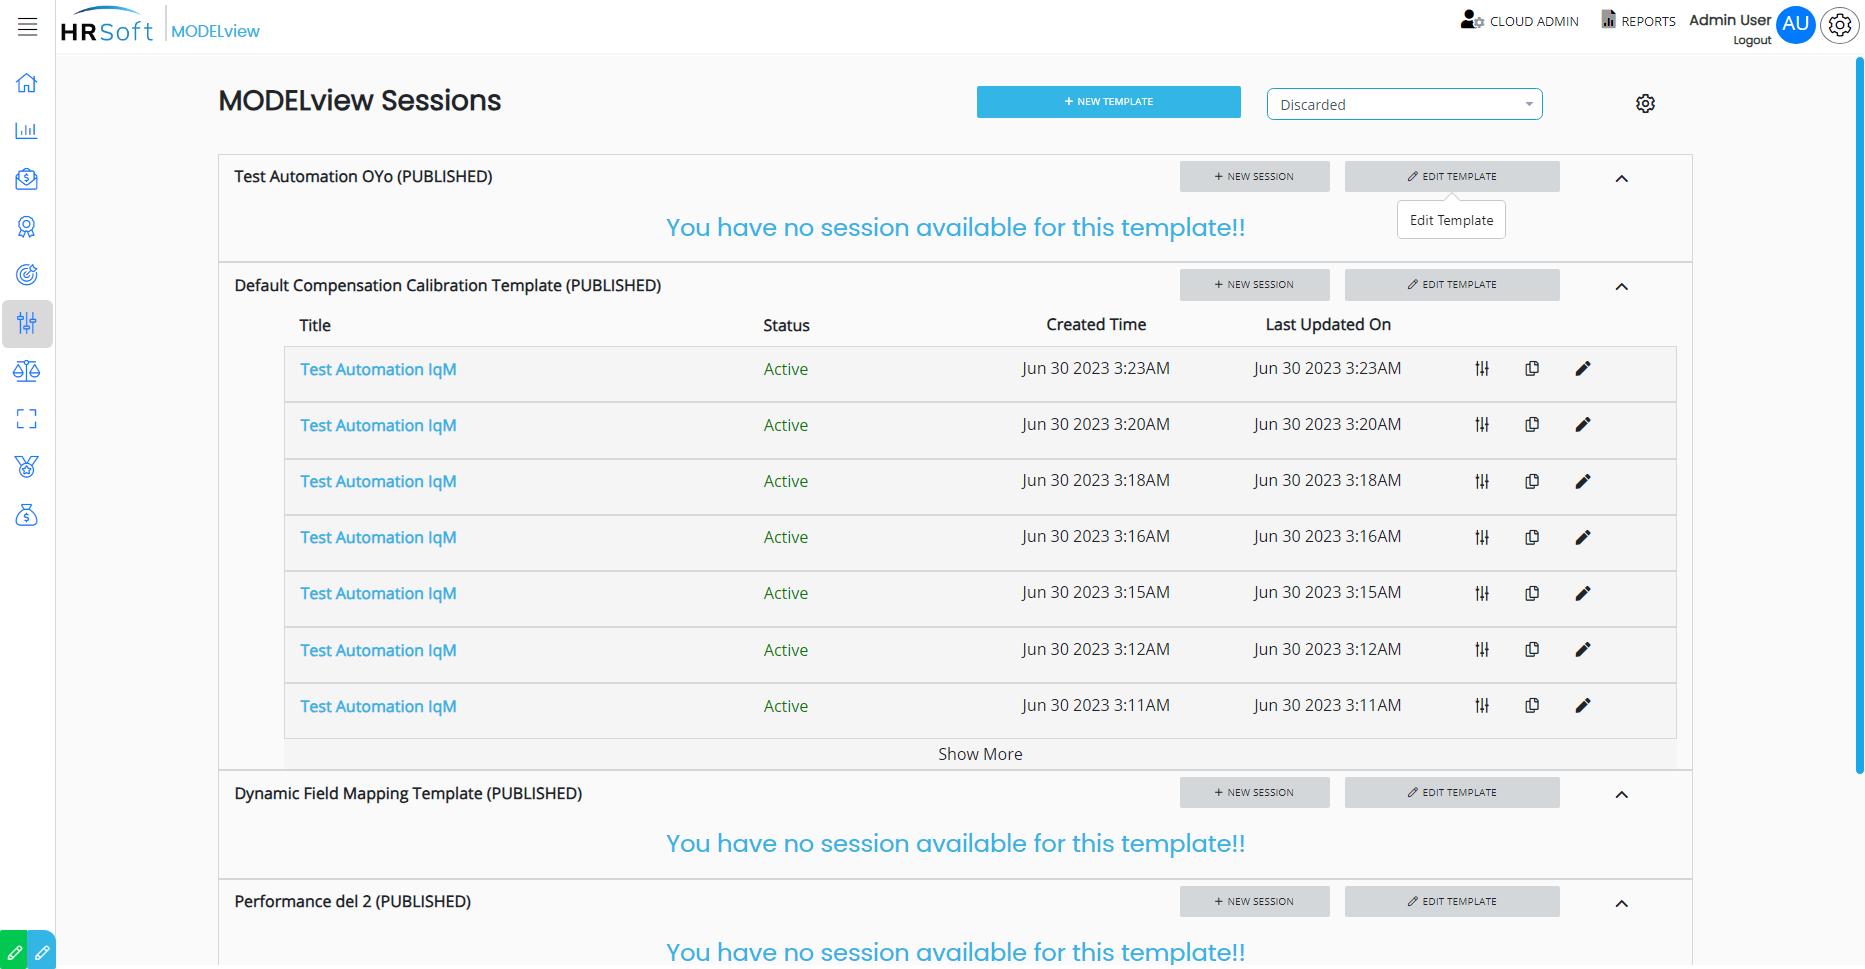 HRSoft
MODELview
CLOUD ADMIN
REPORTS
Admin User
Logout
AU
MODELview Sessions
+ NEW TEMPLATE
Discarded
Test Automation OYo (PUBLISHED)
+ NEW SESSION
EDIT TEMPLATE
You have no session available for this template!!
Edit Template
Default Compensation Calibration Template (PUBLISHED)
+ NEW SESSION
EDIT TEMPLATE
Title Status Created Time Last Updated On
Test Automation IqM Active Jun 30 2023 3:23AM Jun 30 2023 3:23AM
Test Automation IqM Active Jun 30 2023 3:20AM Jun 30 2023 3:20AM
Test Automation IqM Active Jun 30 2023 3:18AM Jun 30 2023 3:18AM
Test Automation IqM Active Jun 30 2023 3:16AM Jun 30 2023 3:16AM
Test Automation IqM Active Jun 30 2023 3:15AM Jun 30 2023 3:15AM
Test Automation IqM Active Jun 30 2023 3:12AM Jun 30 2023 3:12AM
Test Automation IqM Active Jun 30 2023 3:11AM Jun 30 2023 3:11AM
Show More
Dynamic Field Mapping Template (PUBLISHED)
+ NEW SESSION
EDIT TEMPLATE
You have no session available for this template!!
Performance del 2 (PUBLISHED)
+ NEW SESSION
EDIT TEMPLATE
You have no session available for this template!!